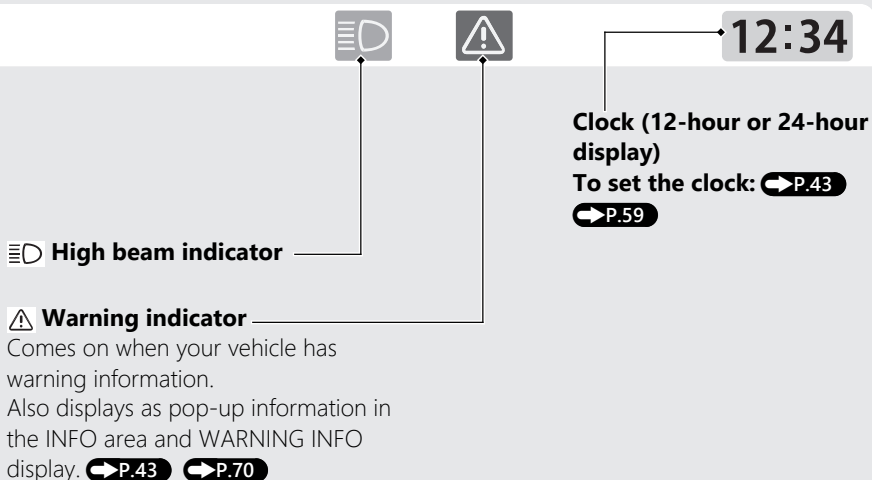 12:34
Clock (12-hour or 24-hour
display)
To set the clock: P.43
P.59
High beam indicator
Warning indicator
Comes on when your vehicle has
warning information.
Also displays as pop-up information in
the INFO area and WARNING INFO
display. P.43 P.70